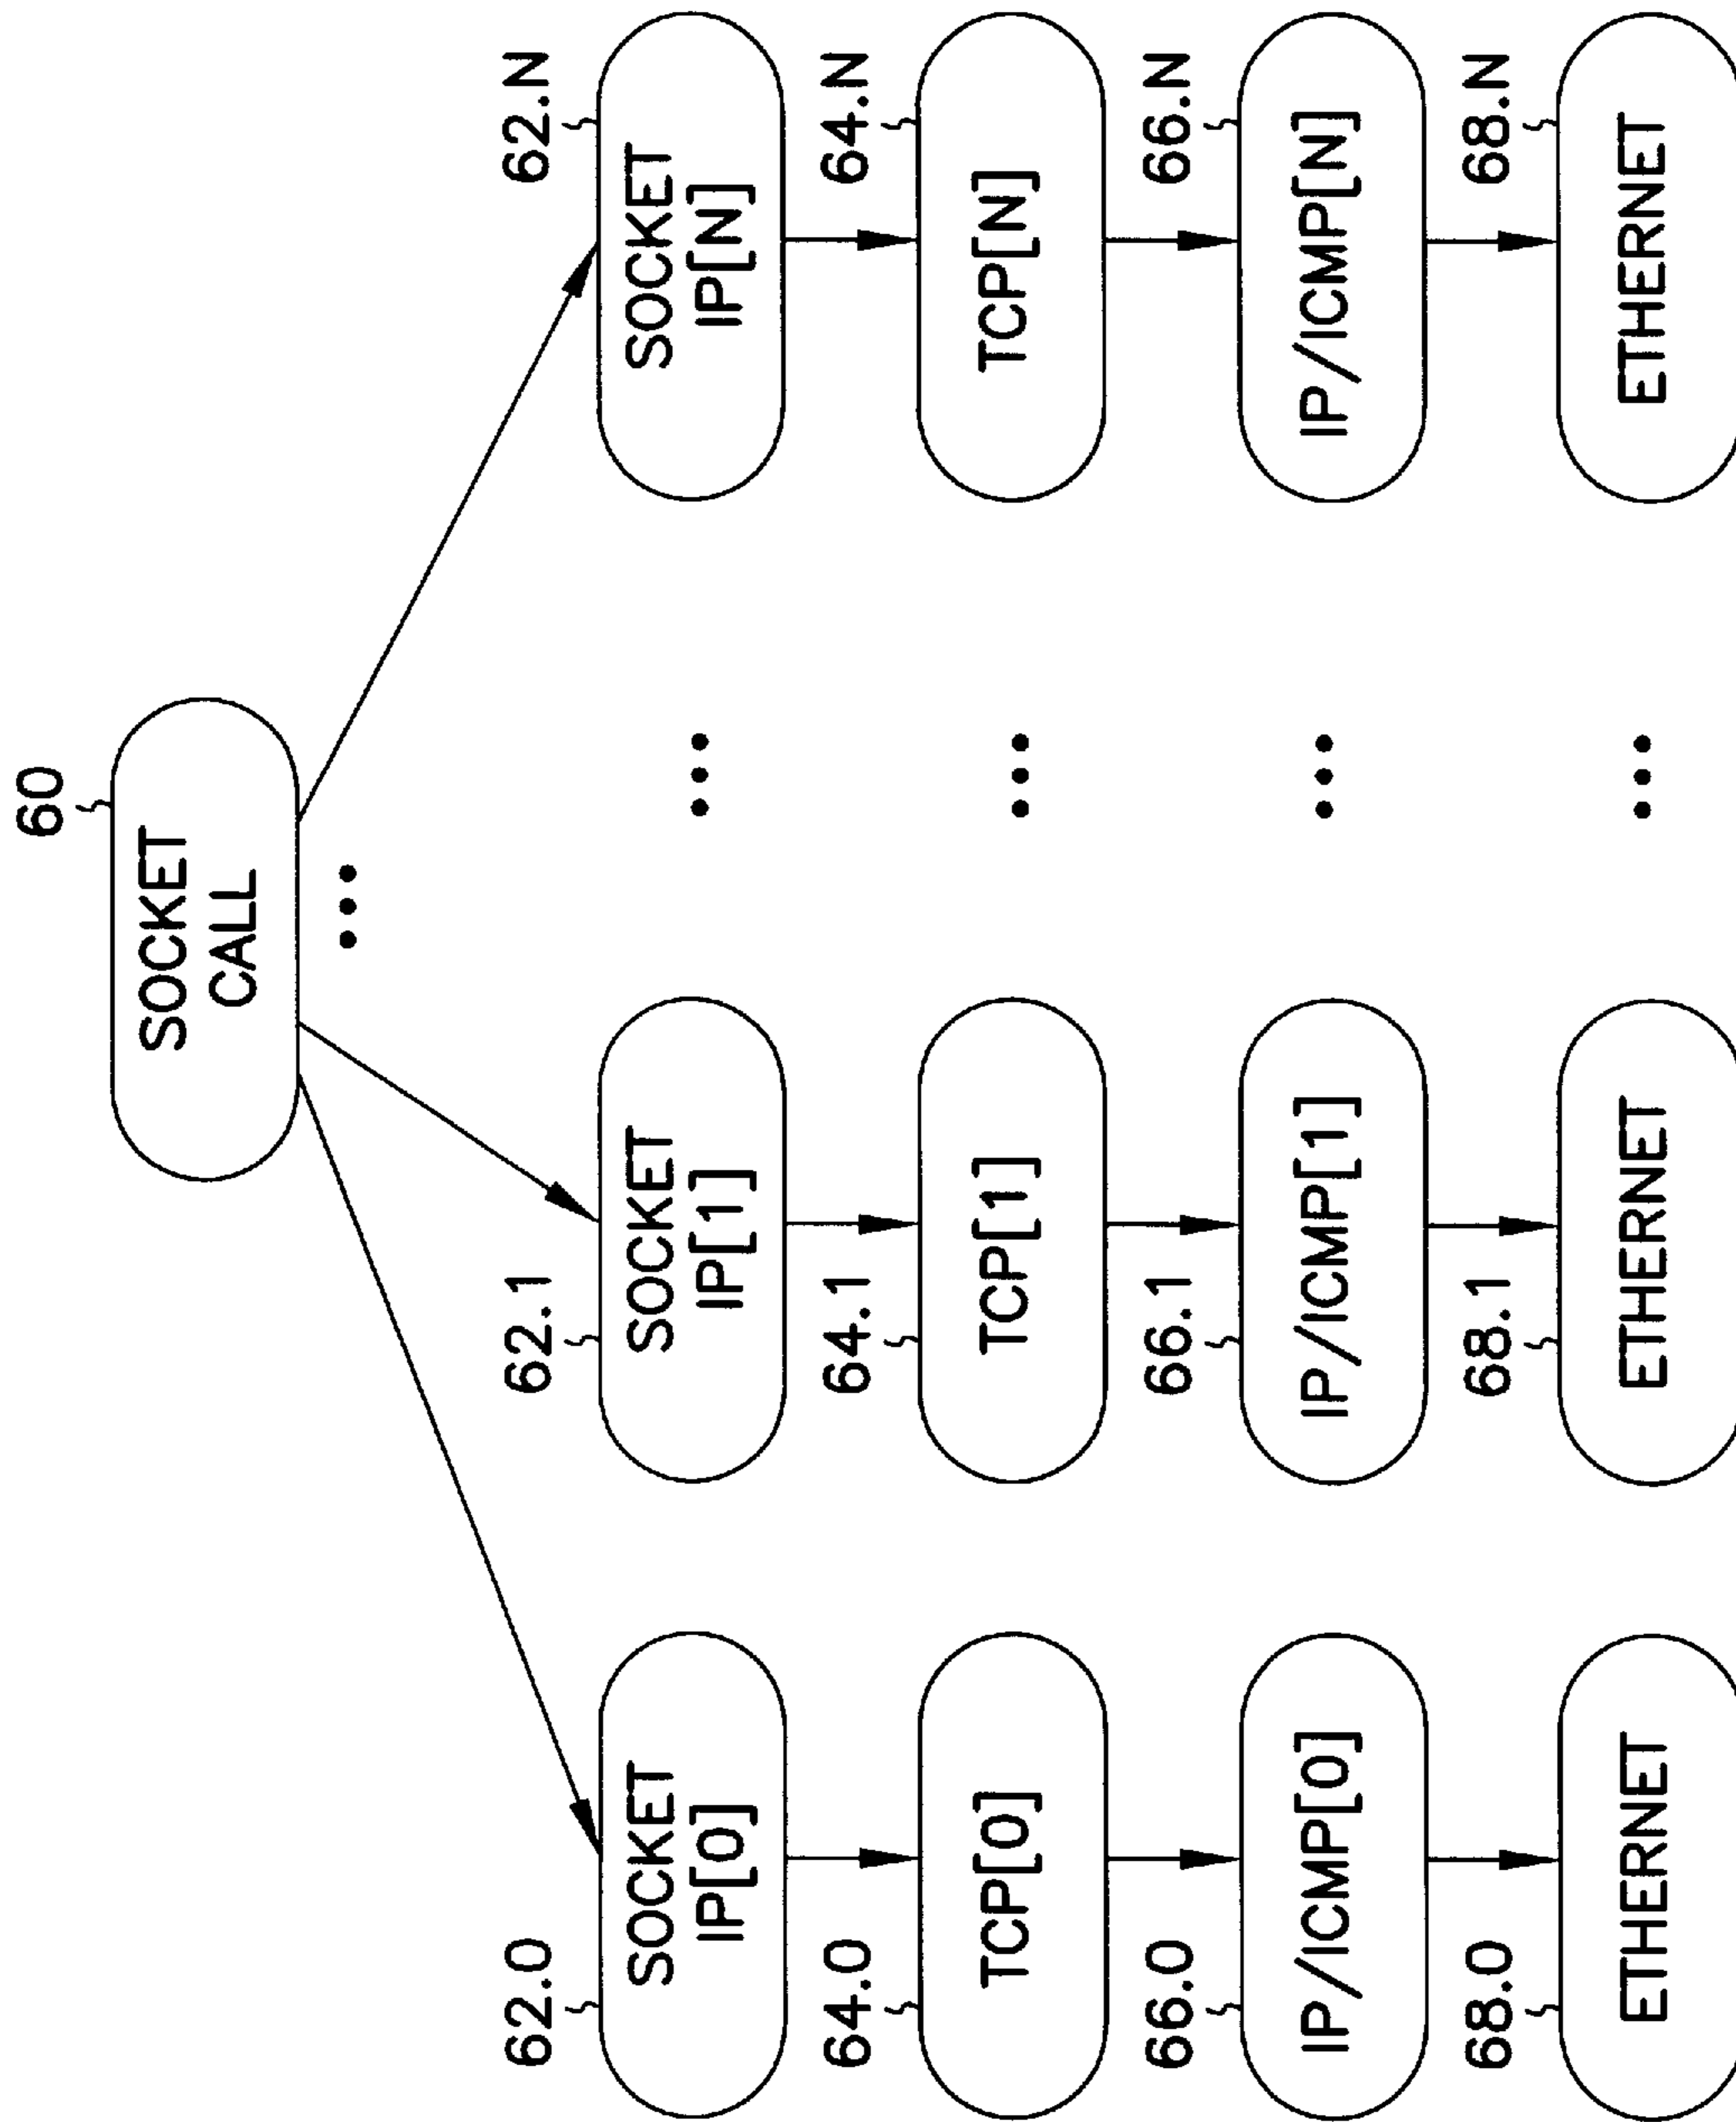 60
SOCKET
CALL
62.0
SOCKET
IP[0]
62.1
SOCKET
IP[1]
62.N
SOCKET
IP[N]
64.0
TCP[0]
64.1
TCP[1]
64.N
TCP[N]
66.0
IP/ICMP[0]
66.1
IP/ICMP[1]
66.N
IP/ICMP[N]
68.0
ETHERNET
68.1
ETHERNET
68.N
ETHERNET